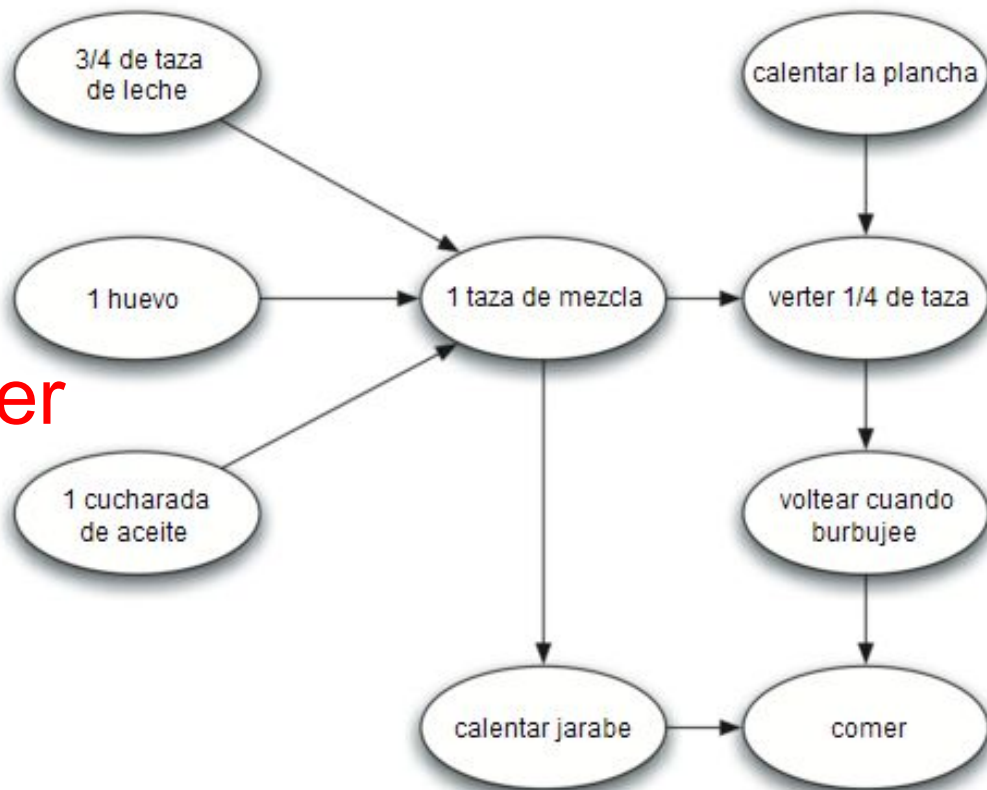 3/4 de taza
de leche
calentar la plancha
1 huevo
1 taza de mezcla
verter 1/4 de taza
er
1 cucharada
de aceite
voltear cuando
burbujee
calentar jarabe
comer